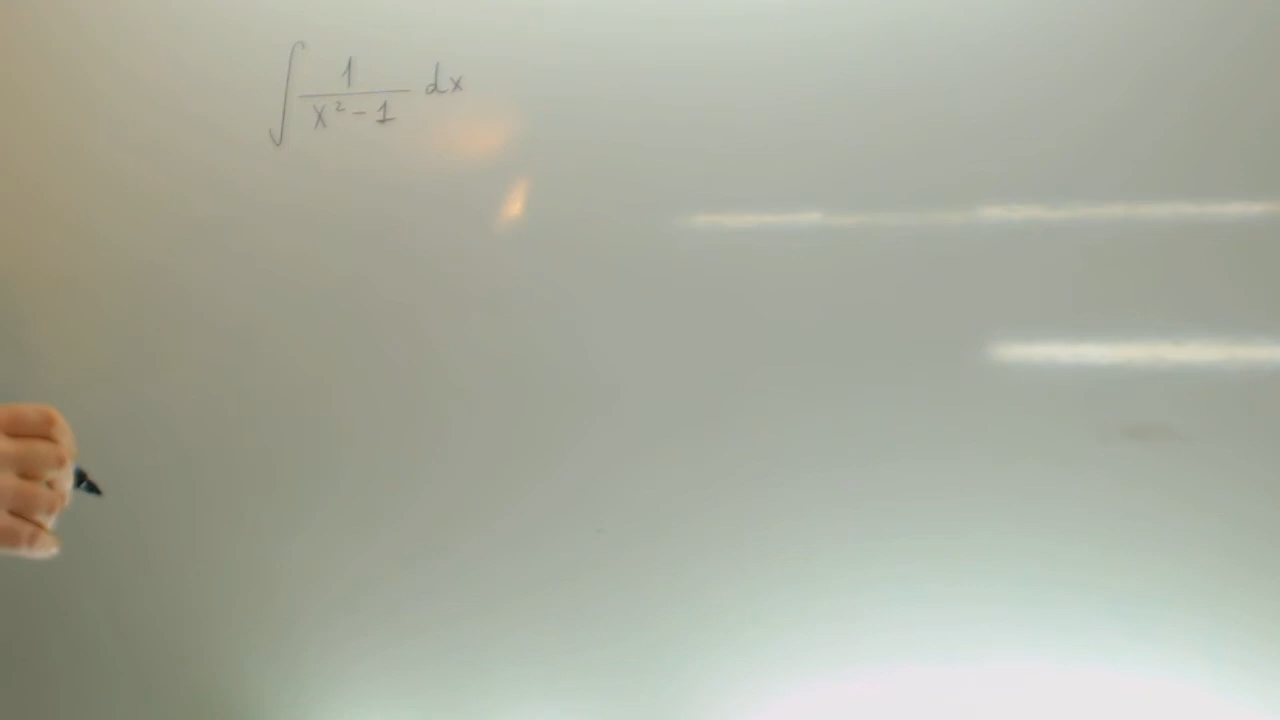 ∫ 1/(x² - 1) dx